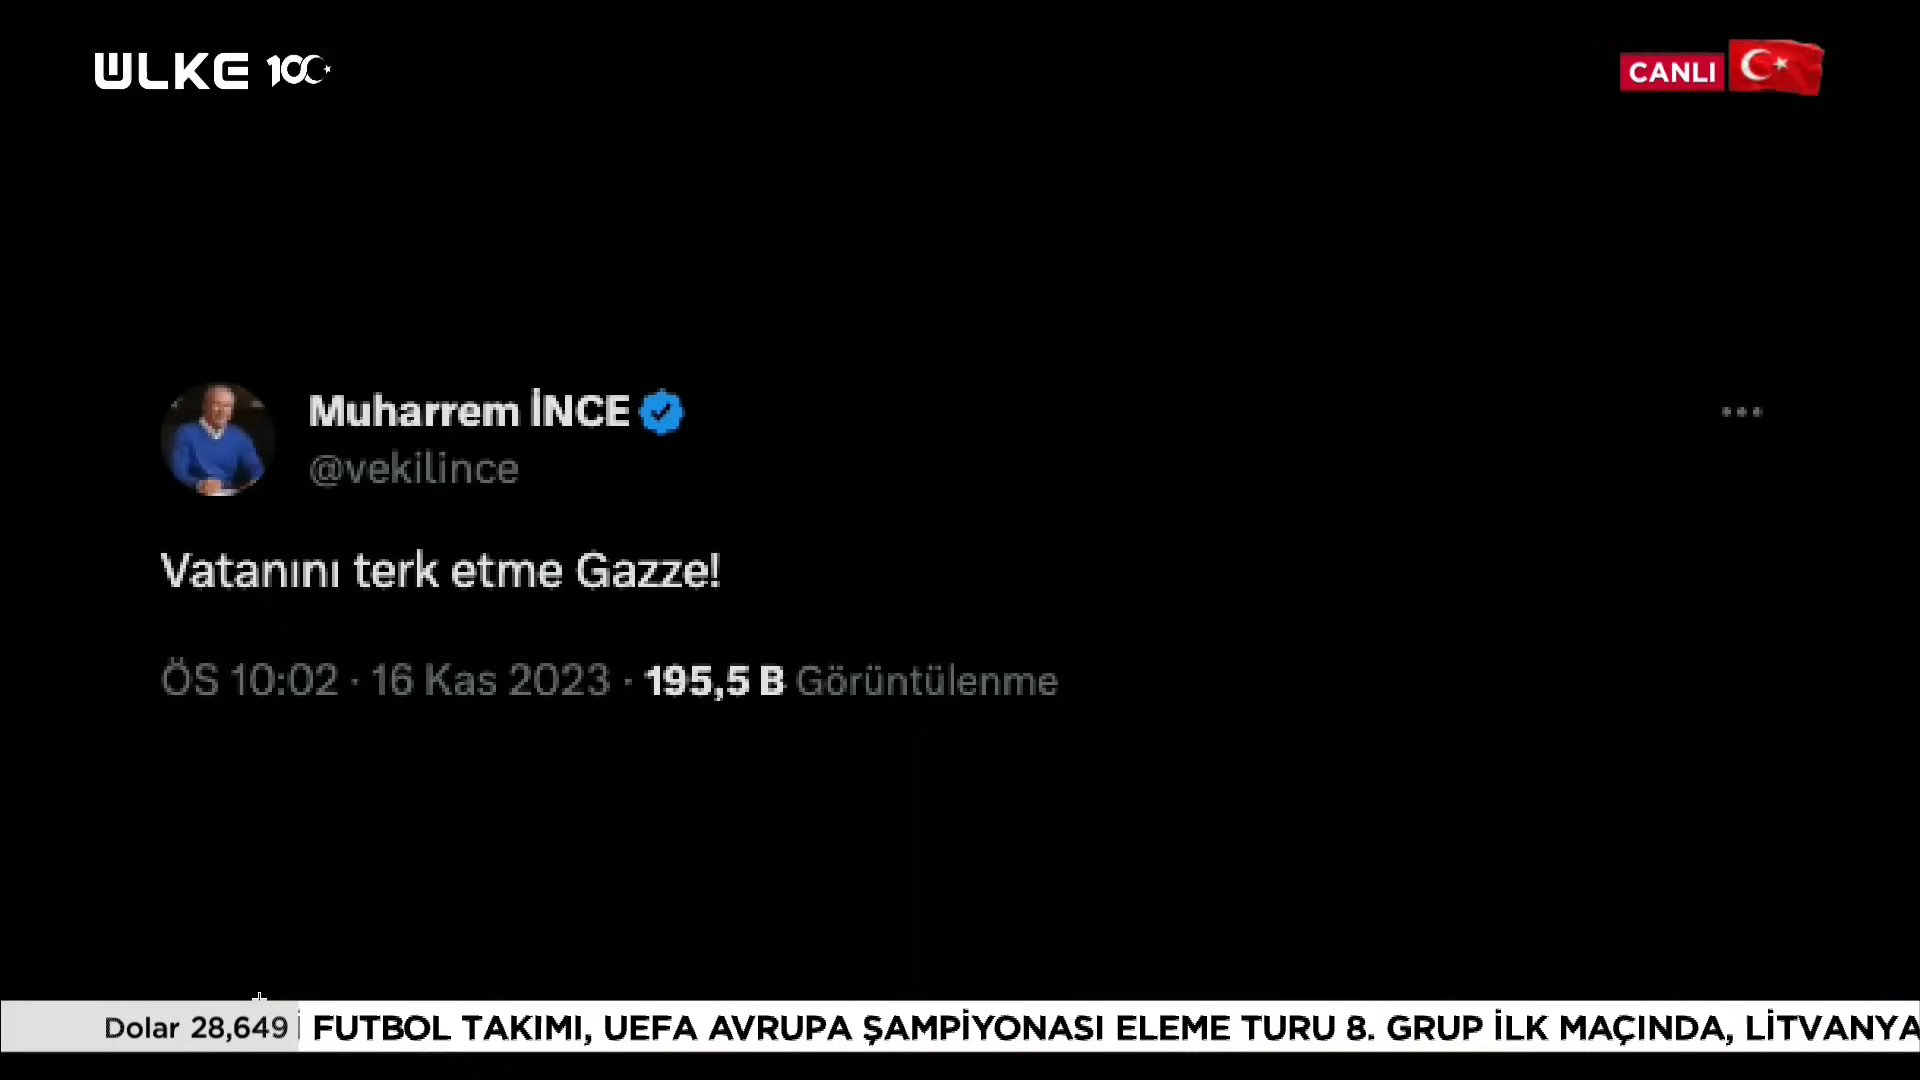 ÜLKE 100
CANLI
Muharrem İNCE
@vekilince
Vatanını terk etme Gazze!
ÖS 10:02 · 16 Kas 2023 · 195,5 B Görüntülenme
Dolar 28,649 FUTBOL TAKIMI, UEFA AVRUPA ŞAMPİYONASI ELEME TURU 8. GRUP İLK MAÇINDA, LİTVANYA